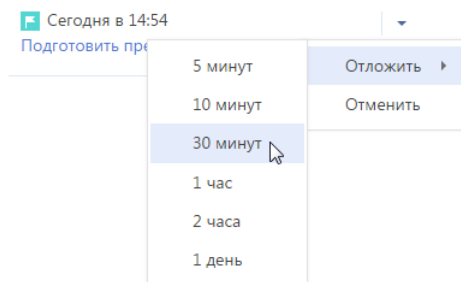 Сегодня в 14:54
Подготовить пре
5 минут
10 минут
30 минут
1 час
2 часа
1 день
Отложить
Отменить